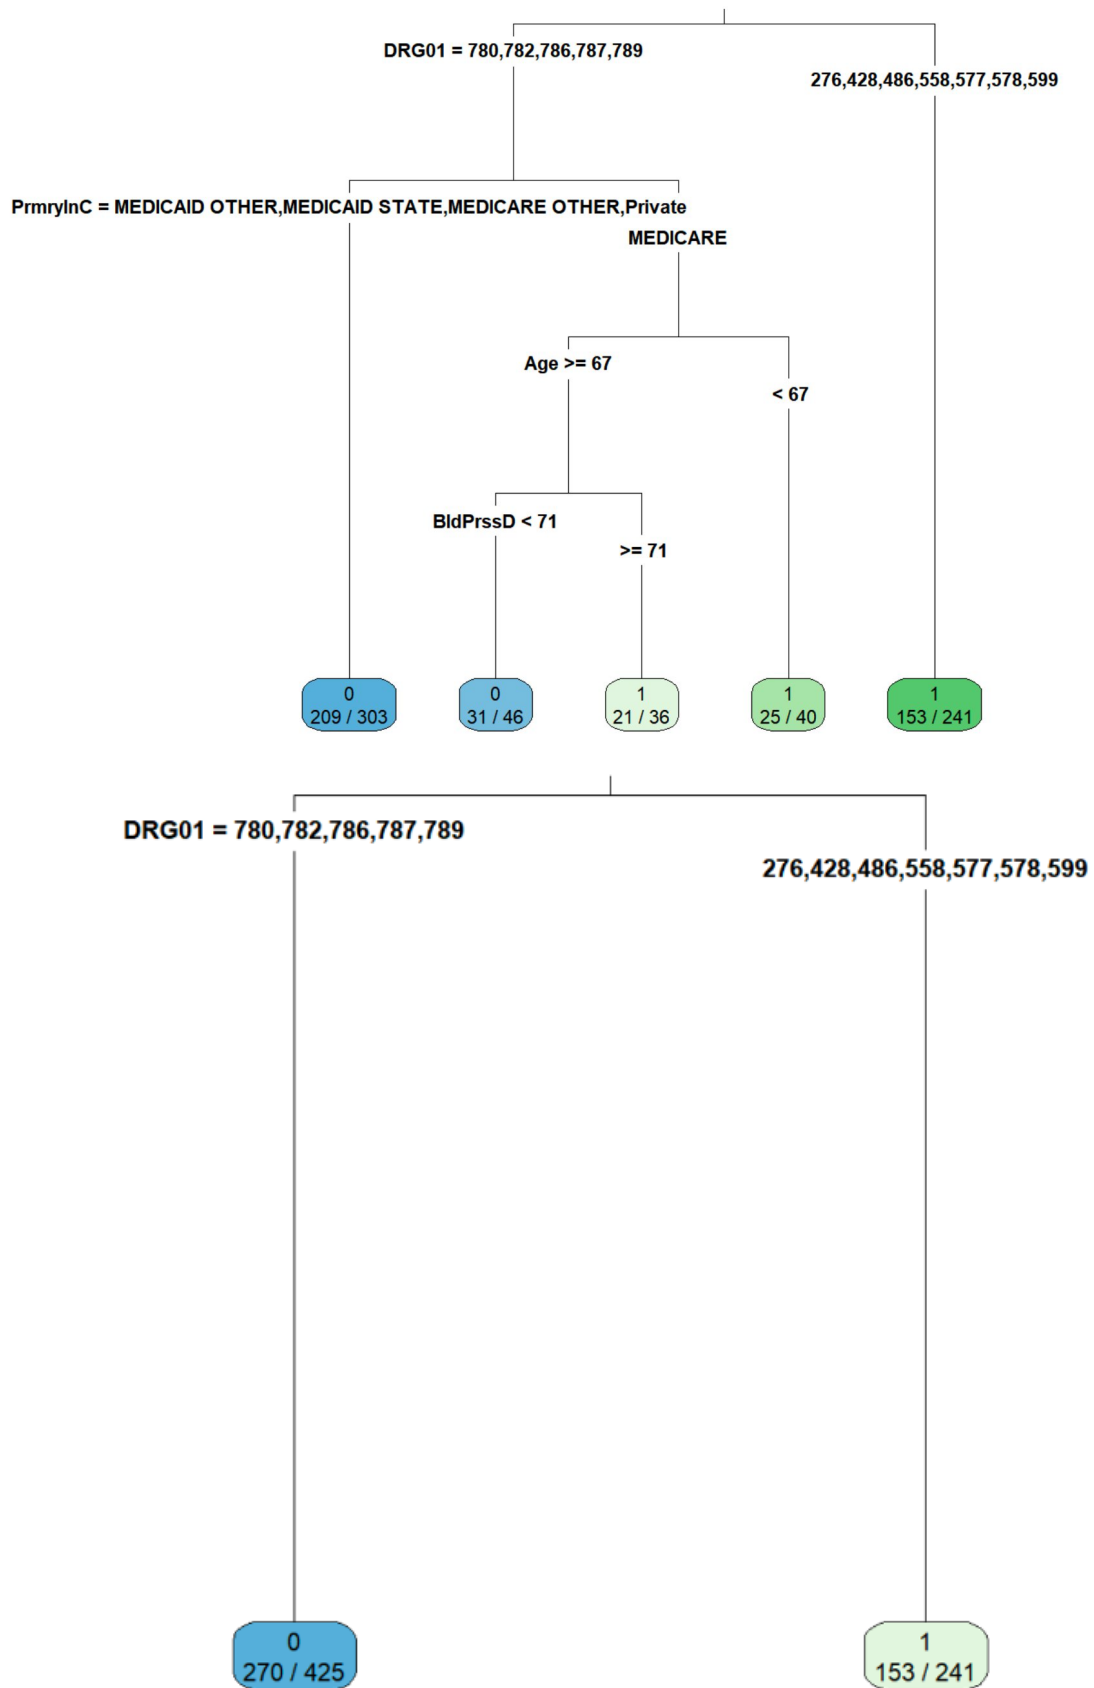 DRG01 = 780,782,786,787,789
276,428,486,558,577,578,599
PrmryInC = MEDICAID OTHER,MEDICAID STATE,MEDICARE OTHER,Private
MEDICARE
Age >= 67
< 67
BldPrssD < 71
>= 71
0
209 / 303
0
31 / 46
1
21 / 36
1
25 / 40
1
153 / 241
DRG01 = 780,782,786,787,789
276,428,486,558,577,578,599
0
270 / 425
1
153 / 241